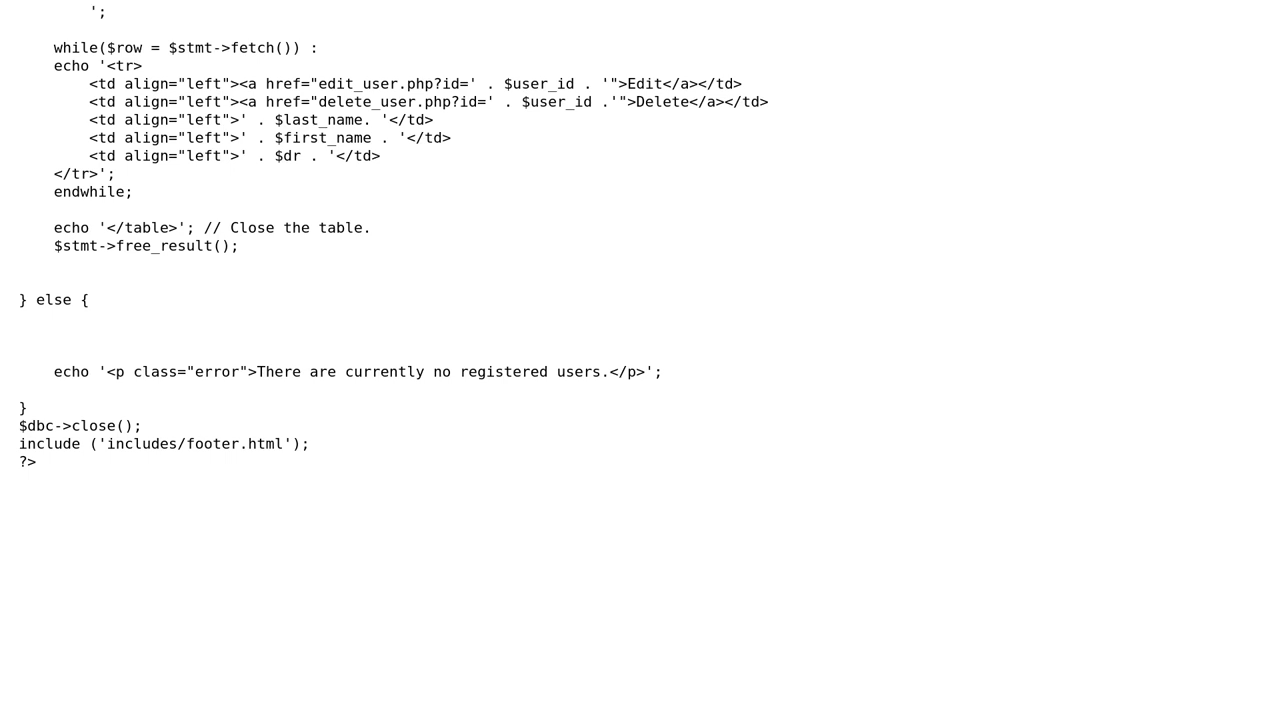 ';

    while($row = $stmt->fetch()) :
    echo '<tr>
        <td align="left"><a href="edit_user.php?id=' . $user_id . '">Edit</a></td>
        <td align="left"><a href="delete_user.php?id=' . $user_id .'">Delete</a></td>
        <td align="left">' . $last_name. '</td>
        <td align="left">' . $first_name . '</td>
        <td align="left">' . $dr . '</td>
    </tr>';
    endwhile;

    echo '</table>'; // Close the table.
    $stmt->free_result();


} else {



    echo '<p class="error">There are currently no registered users.</p>';

}
$dbc->close();
include ('includes/footer.html');
?>